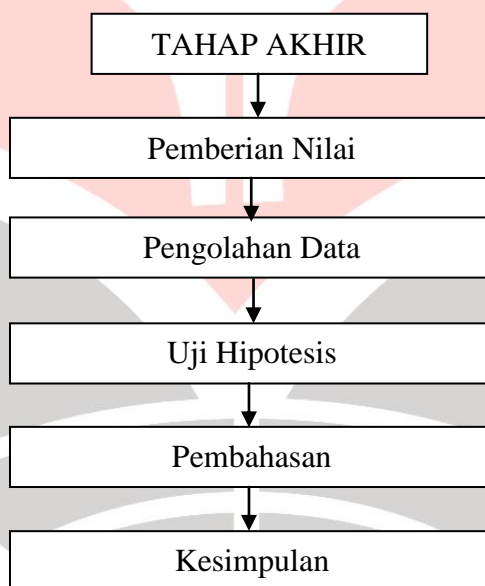 TAHAP AKHIR
Pemberian Nilai
Pengolahan Data
Uji Hipotesis
Pembahasan
Kesimpulan